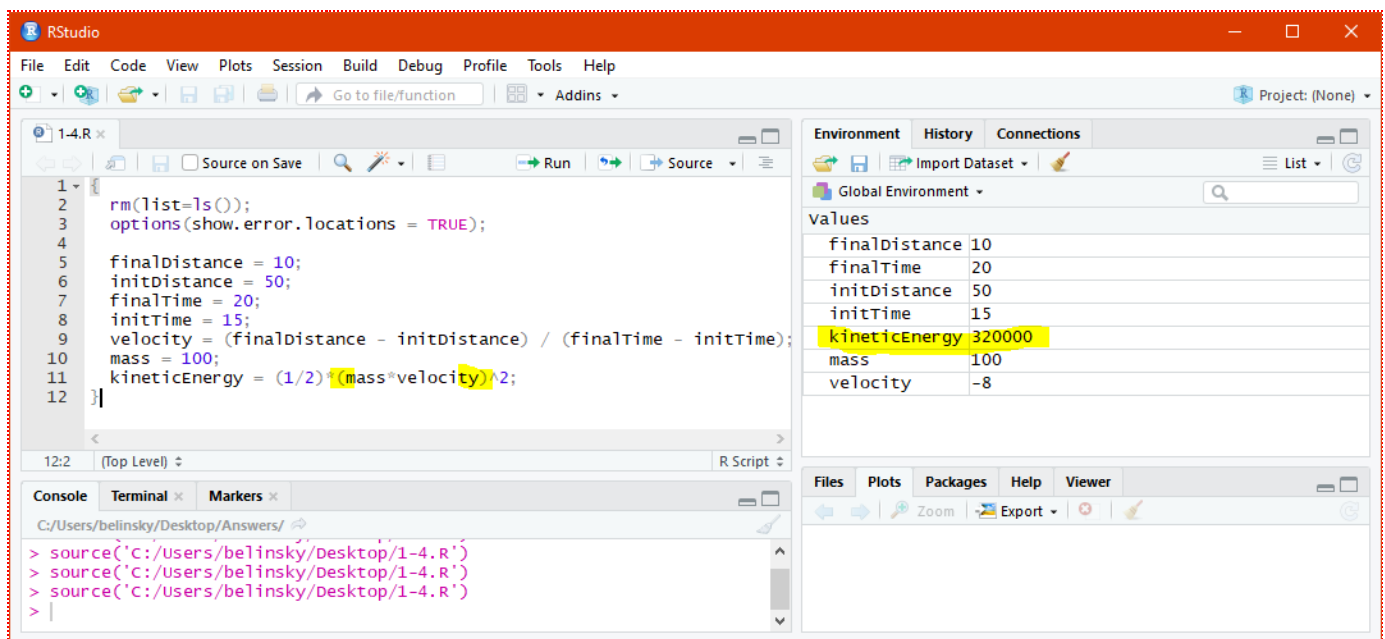 RStudio
File Edit Code View Plots Session Build Debug Profile Tools Help
Go to file/function Addins Project: (None)
1-4.R
Source on Save Run Source
1 {
2 rm(list=ls());
3 options(show.error.locations = TRUE);
4
5 finalDistance = 10;
6 initDistance = 50;
7 finalTime = 20;
8 initTime = 15;
9 velocity = (finalDistance - initDistance) / (finalTime - initTime);
10 mass = 100;
11 kineticEnergy = (1/2)*(mass*velocity)^2;
12 }
12:2 (Top Level) R Script
Console Terminal Markers
C:/Users/belinsky/Desktop/Answers/
> source('C:/Users/belinsky/Desktop/1-4.R')
> source('C:/Users/belinsky/Desktop/1-4.R')
> source('C:/Users/belinsky/Desktop/1-4.R')
>
Environment History Connections
Import Dataset List
Global Environment
Values
finalDistance 10
finalTime 20
initDistance 50
initTime 15
kineticEnergy 320000
mass 100
velocity -8
Files Plots Packages Help Viewer
Zoom Export